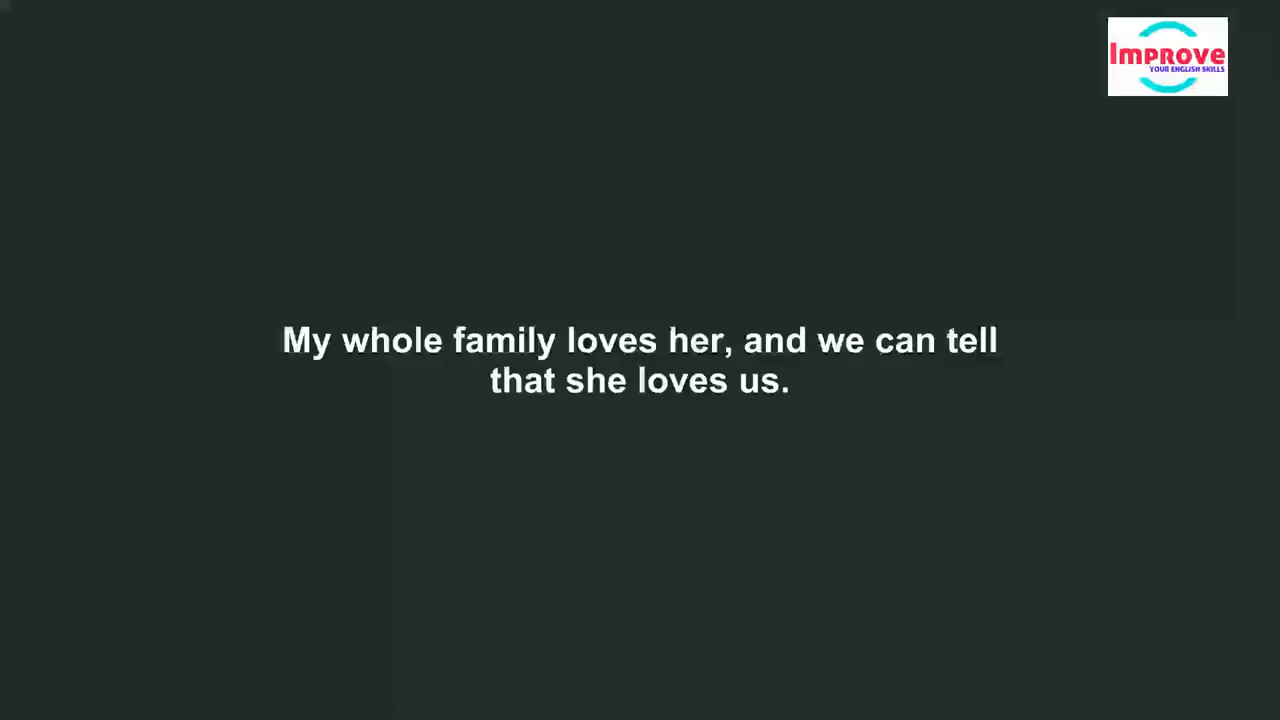 Improve
YOUR ENGLISH SKILLS
My whole family loves her, and we can tell
that she loves us.